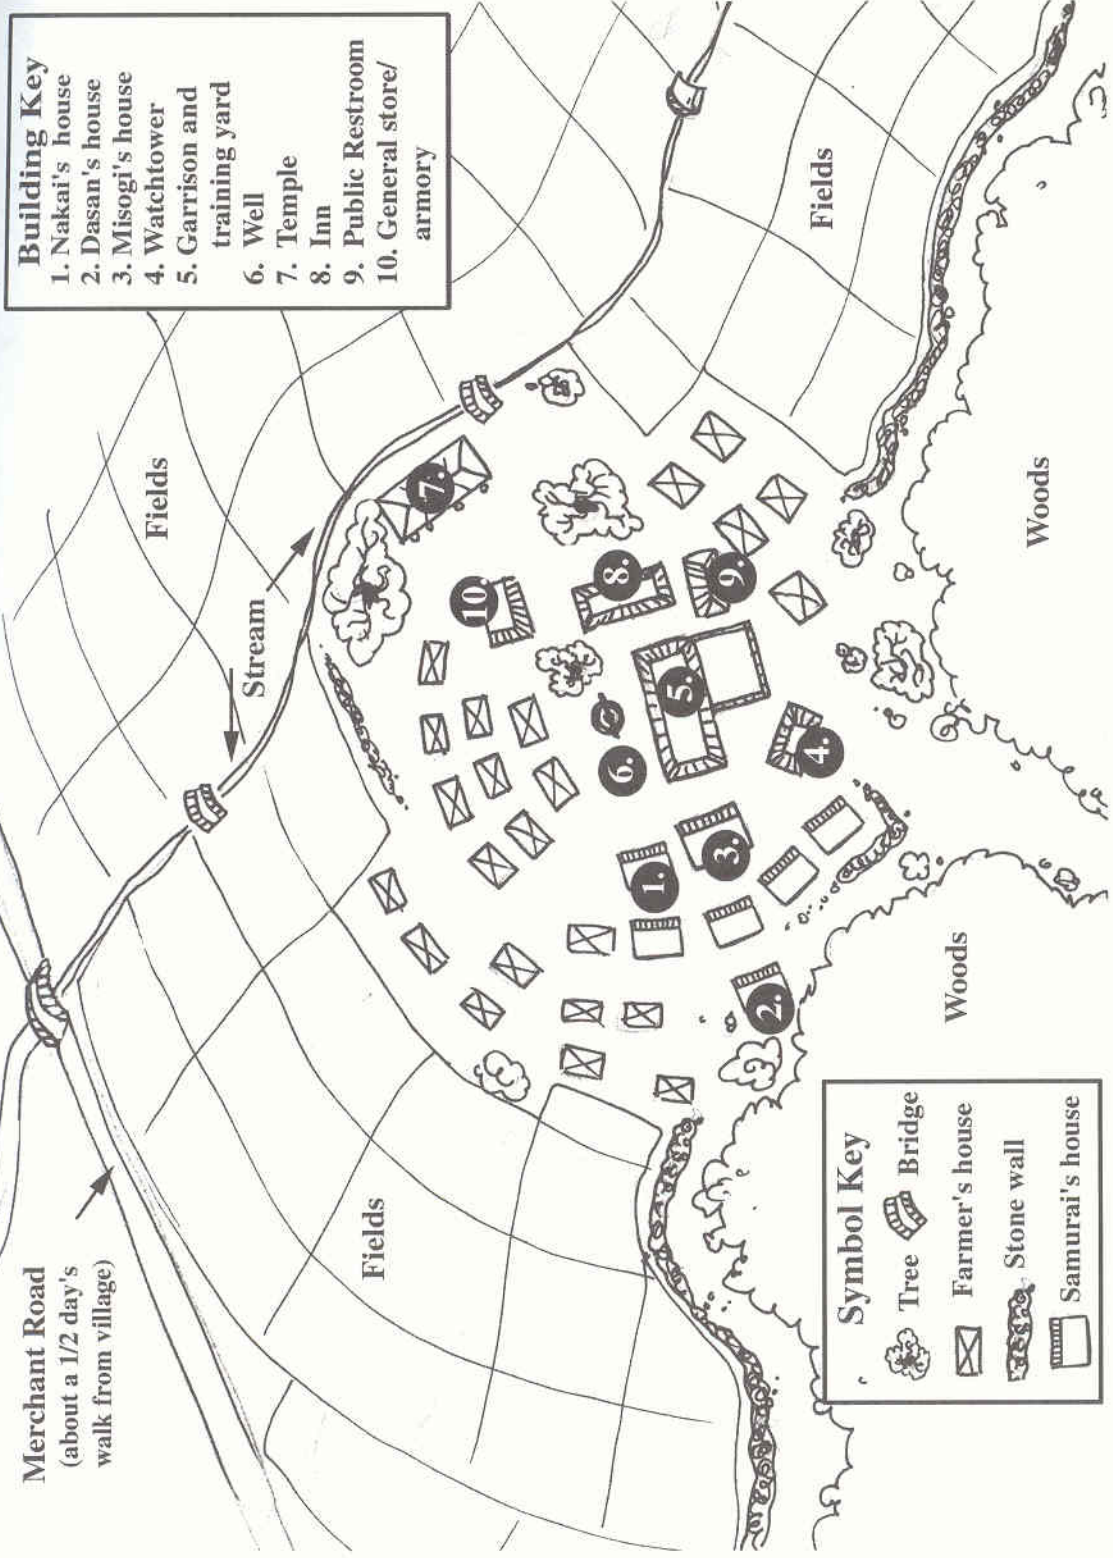 Merchant Road
(about a 1/2 day's
walk from village)
Stream
Fields
Building Key
1. Nakai's house
2. Dasan's house
3. Misogi's house
4. Watchtower
5. Garrison and
training yard
6. Well
7. Temple
8. Inn
9. Public Restroom
10. General store/
armory
Fields
7.
10.
8.
9.
6.
5.
4.
1.
3.
2.
Fields
Fields
Woods
Woods
Symbol Key
Tree
Bridge
Farmer's house
Stone wall
Samurai's house